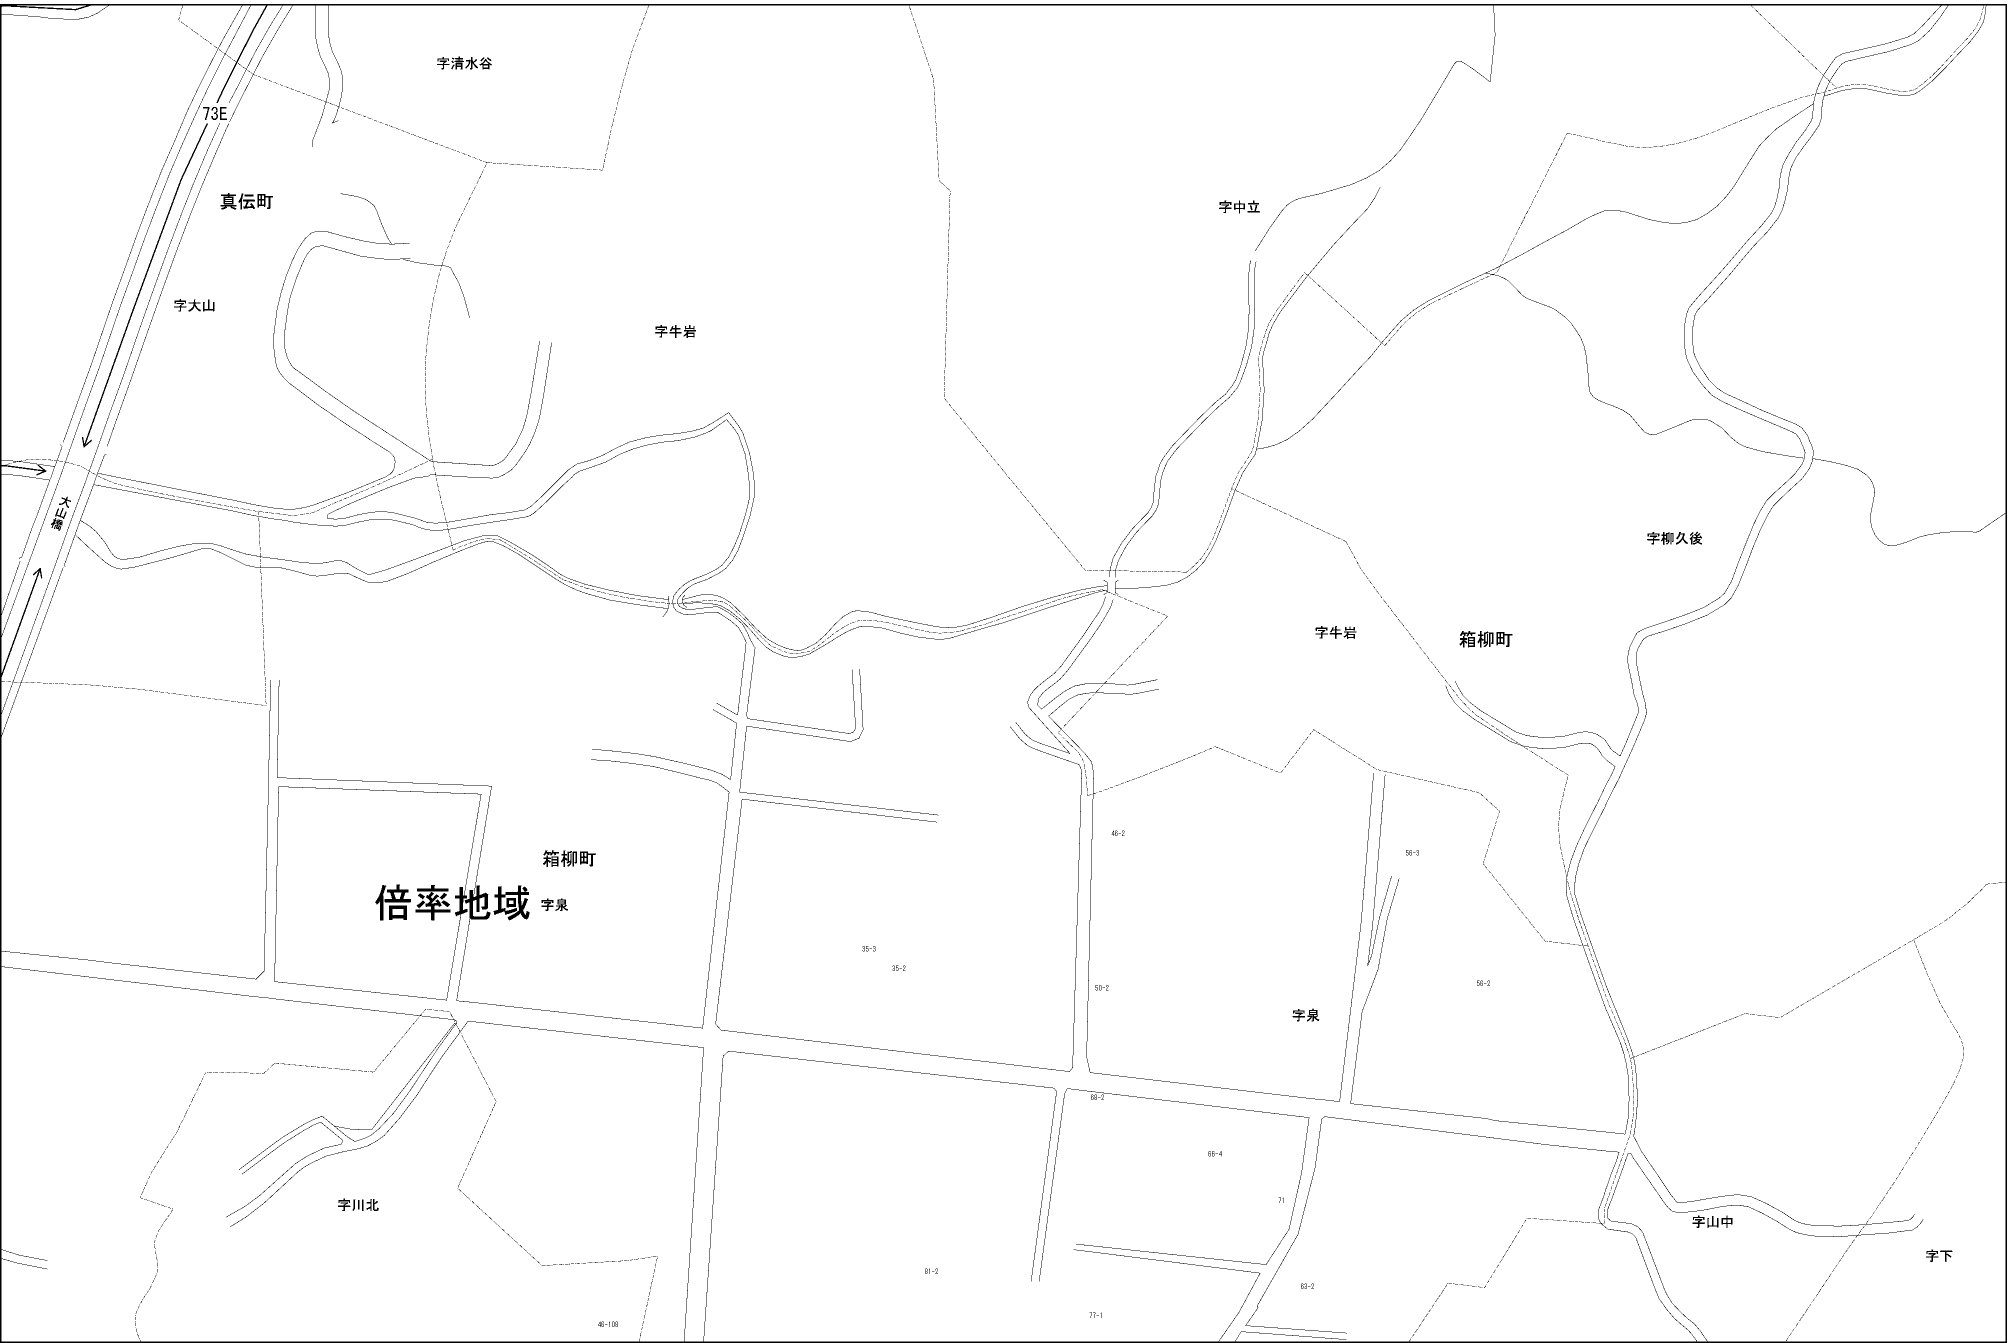 字清水谷
73E
真伝町
字中立
字大山
字牛岩
大山橋
字柳久後
字牛岩
箱柳町
46-2
56-3
箱柳町
倍率地域
字泉
35-3
35-2
56-2
50-2
字泉
68-2
66-4
71
字川北
字山中
字下
81-2
63-2
77-1
46-108